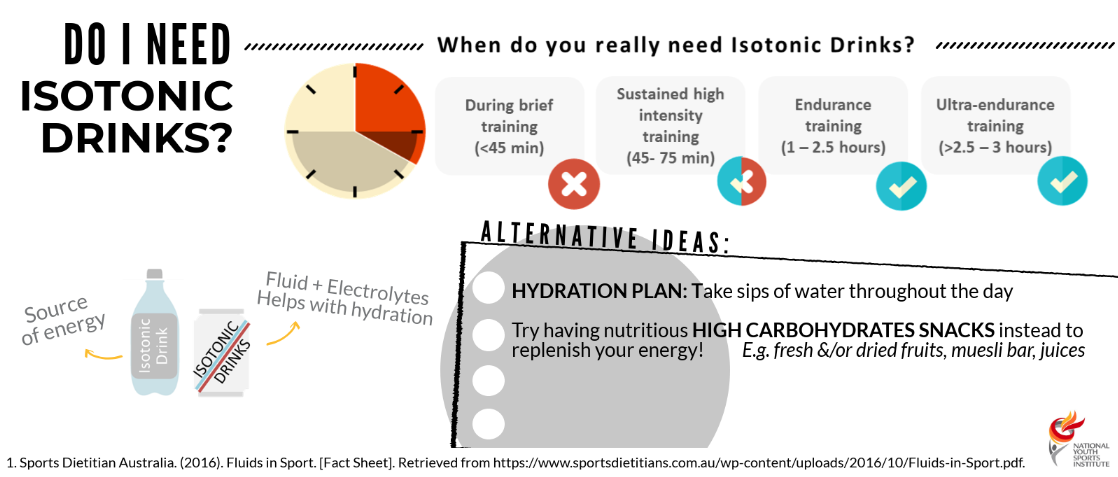 DO I NEED
ISOTONIC
DRINKS?
When do you really need Isotonic Drinks?
During brief
training
(<45 min)
Sustained high
intensity
training
(45- 75 min)
Endurance
training
(1 – 2.5 hours)
Ultra-endurance
training
(>2.5 – 3 hours)
Source
of energy
Isotonic
Drink
ISOTONIC
DRINKS
Fluid + Electrolytes
Helps with hydration
ALTERNATIVE IDEAS:
HYDRATION PLAN: Take sips of water throughout the day
Try having nutritious HIGH CARBOHYDRATES SNACKS instead to
replenish your energy! E.g. fresh &/or dried fruits, muesli bar, juices
NATIONAL
YOUTH
SPORTS
INSTITUTE
1. Sports Dietitian Australia. (2016). Fluids in Sport. [Fact Sheet]. Retrieved from https://www.sportsdietitians.com.au/wp-content/uploads/2016/10/Fluids-in-Sport.pdf.